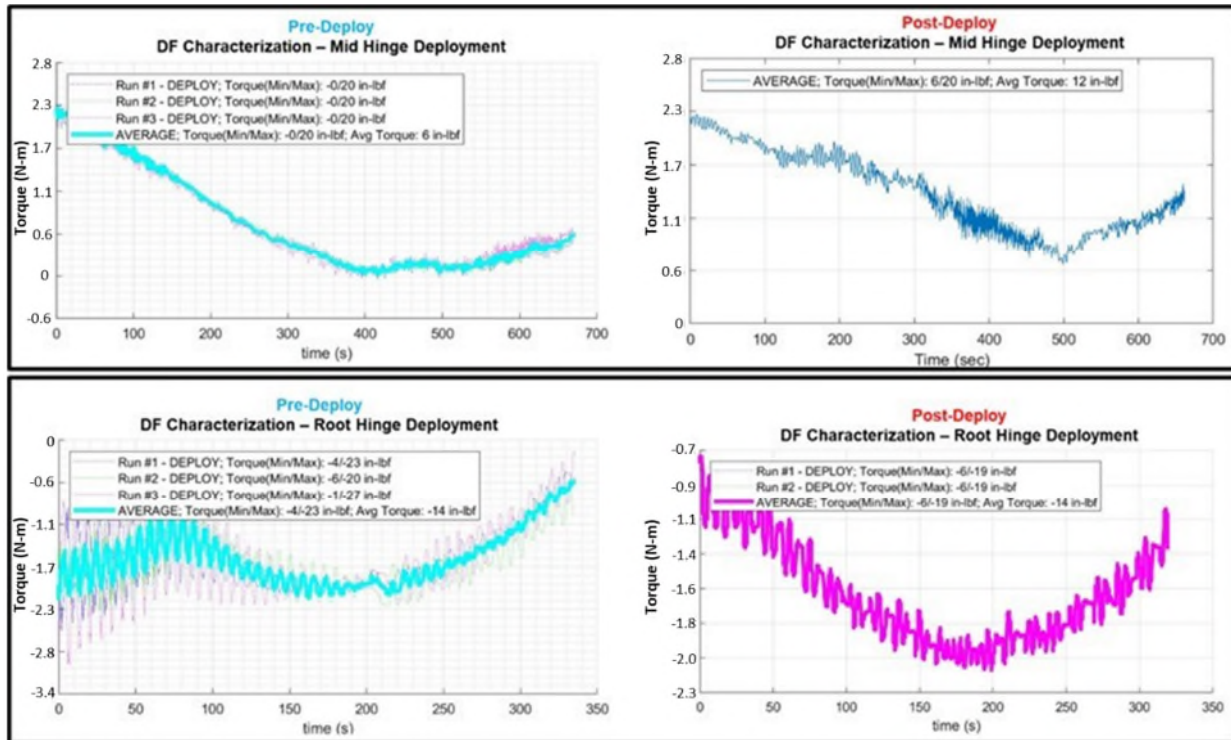 Pre-Deploy
DF Characterization – Mid Hinge Deployment
2.8
2.3
1.7
1.1
0.6
0
-0.6
Torque (N-m)
Run #1 - DEPLOY; Torque(Min/Max): -0/20 in-lbf
Run #2 - DEPLOY; Torque(Min/Max): -0/20 in-lbf
Run #3 - DEPLOY; Torque(Min/Max): -0/20 in-lbf
AVERAGE; Torque(Min/Max): -0/20 in-lbf; Avg Torque: 6 in-lbf
0 100 200 300 400 500 600 700
time (s)
Post-Deploy
DF Characterization – Mid Hinge Deployment
2.8
2.3
1.7
1.1
0.6
0
Torque (N-m)
AVERAGE; Torque(Min/Max): 6/20 in-lbf; Avg Torque: 12 in-lbf
0 100 200 300 400 500 600 700
Time (sec)
Pre-Deploy
DF Characterization – Root Hinge Deployment
0
-0.6
-1.1
-1.7
-2.3
-2.8
-3.4
Torque (N-m)
Run #1 - DEPLOY; Torque(Min/Max): -4/-23 in-lbf
Run #2 - DEPLOY; Torque(Min/Max): -6/-20 in-lbf
Run #3 - DEPLOY; Torque(Min/Max): -1/-27 in-lbf
AVERAGE; Torque(Min/Max): -4/-23 in-lbf; Avg Torque: -14 in-lbf
0 50 100 150 200 250 300 350
time (s)
Post-Deploy
DF Characterization – Root Hinge Deployment
-0.7
-0.9
-1.1
-1.4
-1.6
-1.8
-2.0
-2.3
Torque (N-m)
Run #1 - DEPLOY; Torque(Min/Max): -6/-19 in-lbf
Run #2 - DEPLOY; Torque(Min/Max): -6/-19 in-lbf
AVERAGE; Torque(Min/Max): -6/-19 in-lbf; Avg Torque: -14 in-lbf
0 50 100 150 200 250 300 350
time (s)